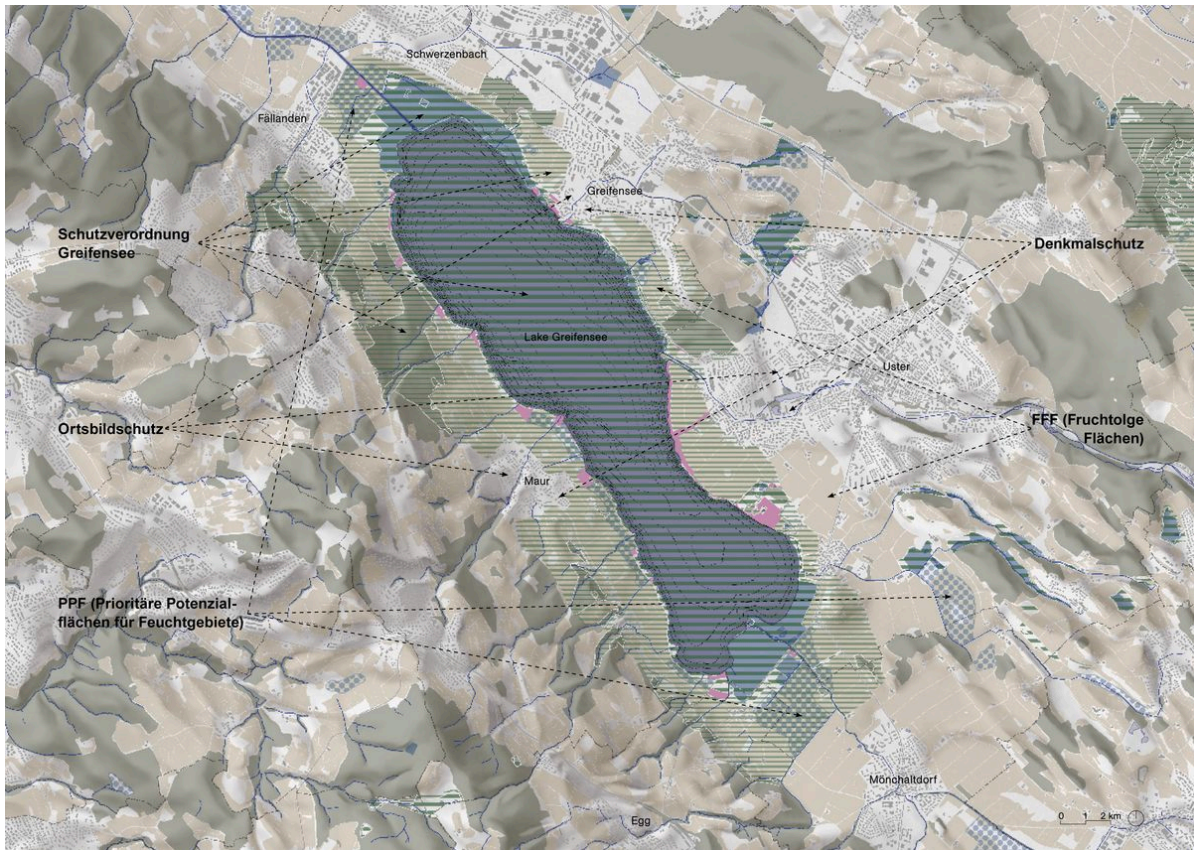 Schwerzenbach
Fällanden
Greifensee
Schutzverordnung
Greifensee
Denkmalschutz
Lake Greifensee
Uster
Ortsbildschutz
FFF (Fruchtolge
Flächen)
Maur
PPF (Prioritäre Potenzial-
flächen für Feuchtgebiete)
Mönchaltdorf
Egg
0 1 2 km